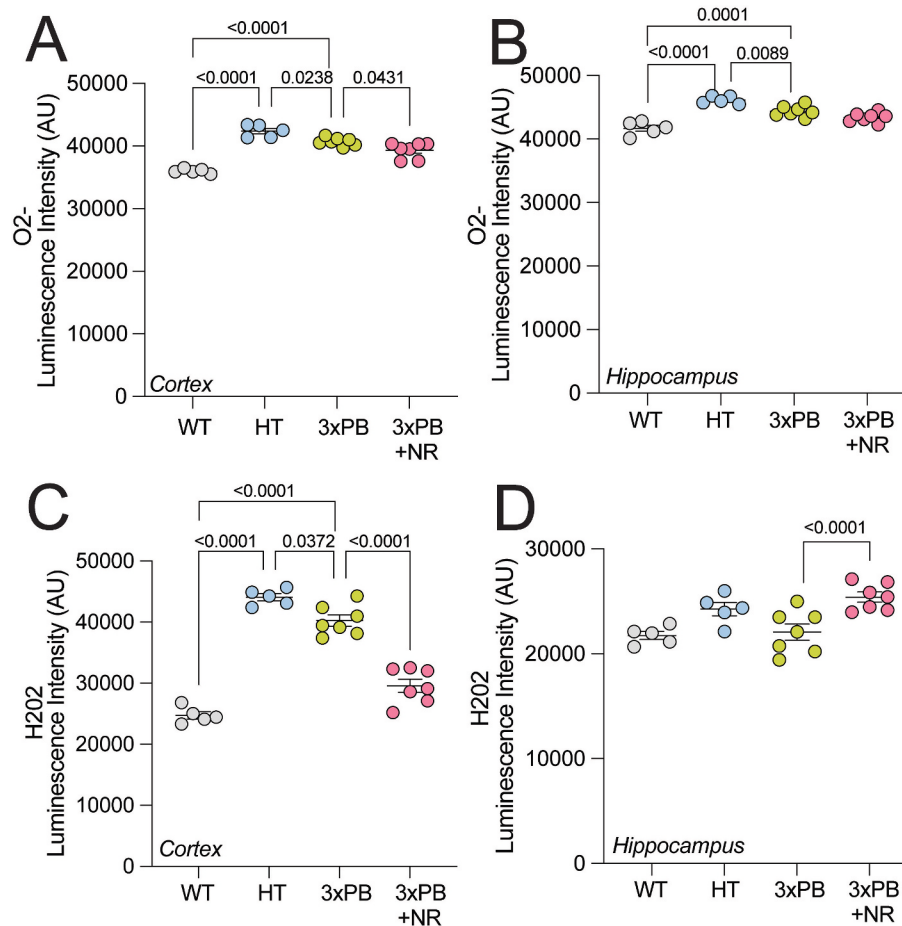 A
<0.0001
<0.0001
0.0238
0.0431
50000
40000
30000
20000
10000
0
O2-
Luminescence Intensity (AU)
Cortex
WT
HT
3xPB
3xPB
+NR
B
0.0001
<0.0001
0.0089
50000
40000
30000
20000
10000
0
O2-
Luminescence Intensity (AU)
Hippocampus
WT
HT
3xPB
3xPB
+NR
C
<0.0001
<0.0001
0.0372
<0.0001
50000
40000
30000
20000
10000
0
H202
Luminescence Intensity (AU)
Cortex
WT
HT
3xPB
3xPB
+NR
D
<0.0001
30000
20000
10000
0
H202
Luminescence Intensity (AU)
Hippocampus
WT
HT
3xPB
3xPB
+NR